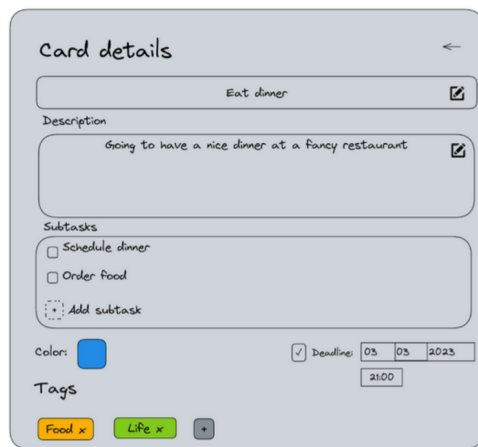 Card details
Eat dinner
Description
Going to have a nice dinner at a fancy restaurant
Subtasks
Schedule dinner
Order food
+ Add subtask
Color:
Deadline: 03 03 2023
21:00
Tags
Food x Life x +